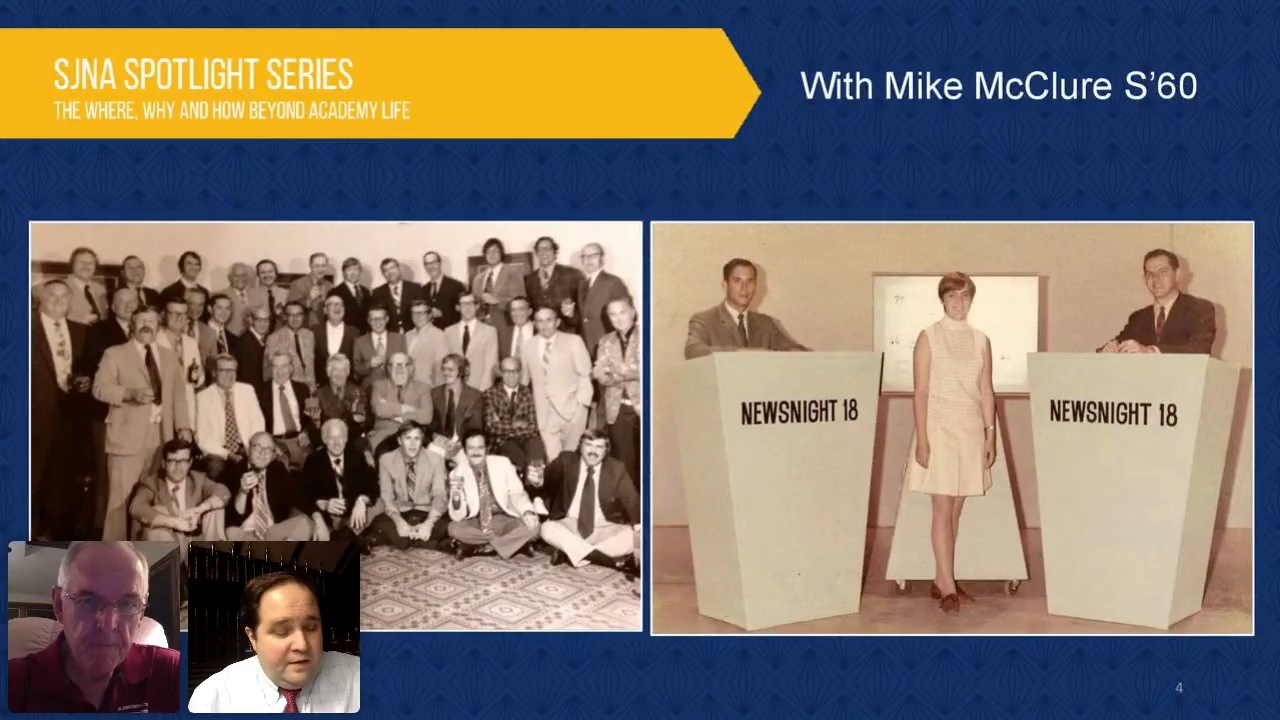 SJNA SPOTLIGHT SERIES
THE WHERE, WHY AND HOW BEYOND ACADEMY LIFE
With Mike McClure S’60
NEWSNIGHT 18
NEWSNIGHT 18
4